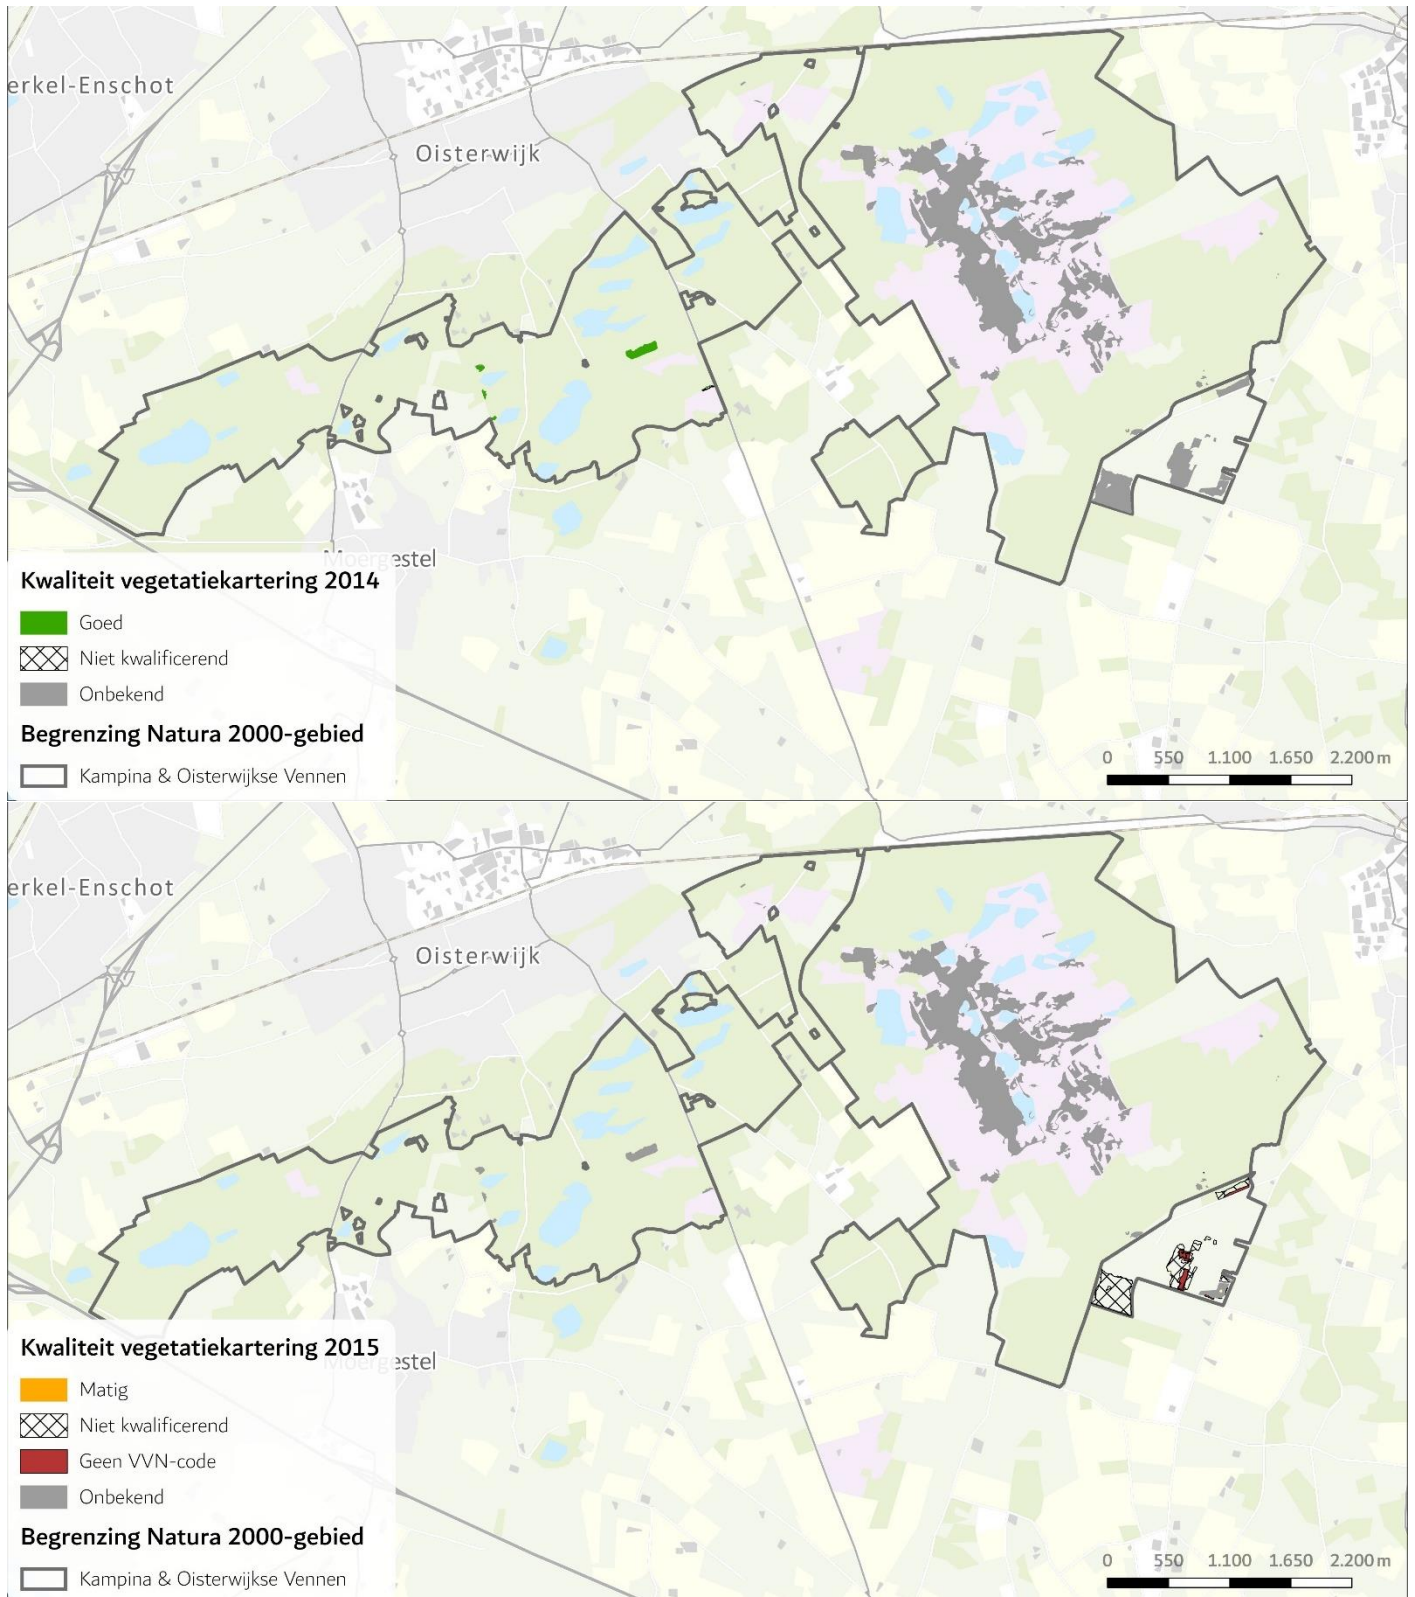 erkel-Enschot
Oisterwijk
Moergestel
Kwaliteit vegetatiekartering 2014
Goed
Niet kwalificerend
Onbekend
Begrenzing Natura 2000-gebied
Kampina & Oisterwijkse Vennen
0 550 1.100 1.650 2.200 m
erkel-Enschot
Oisterwijk
Moergestel
Kwaliteit vegetatiekartering 2015
Matig
Niet kwalificerend
Geen VVN-code
Onbekend
Begrenzing Natura 2000-gebied
Kampina & Oisterwijkse Vennen
0 550 1.100 1.650 2.200 m